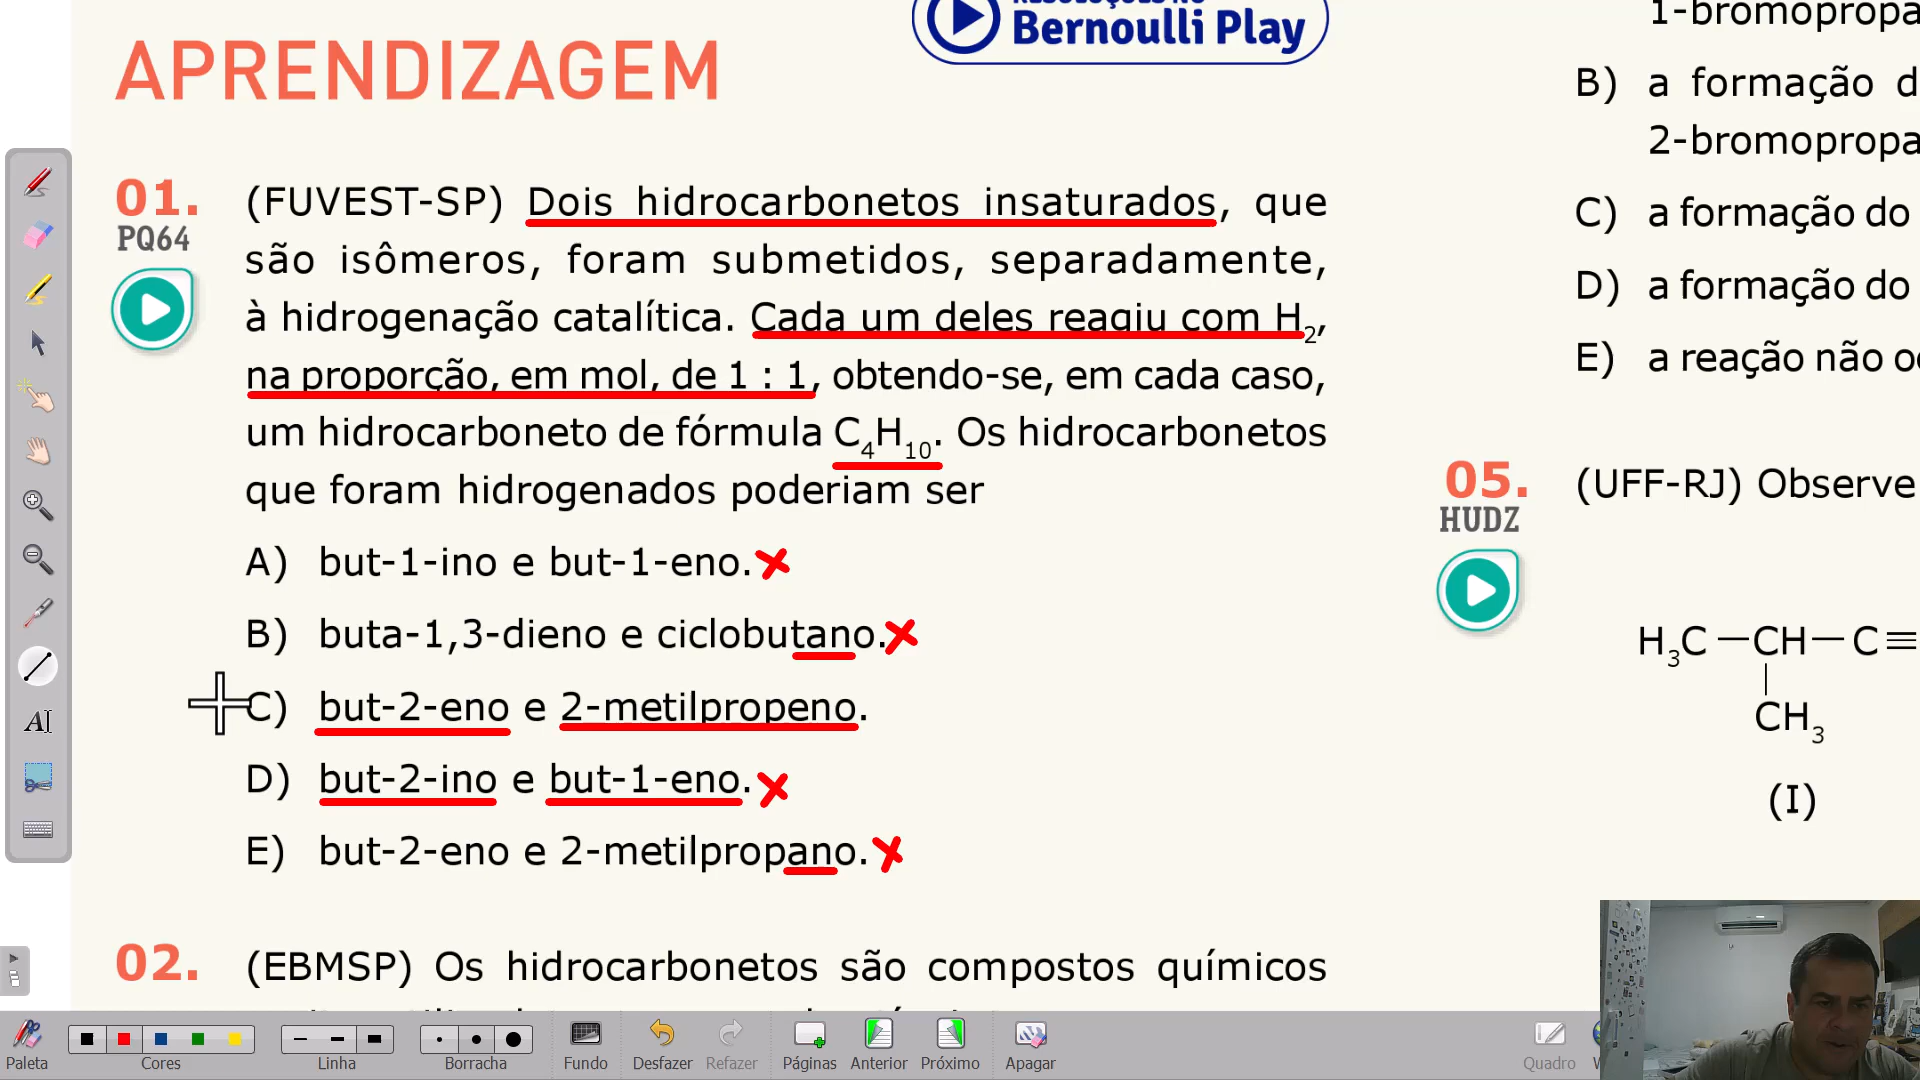 Bernoulli Play
APRENDIZAGEM
01.
PQ64
(FUVEST-SP) Dois hidrocarbonetos insaturados, que
são isômeros, foram submetidos, separadamente,
à hidrogenação catalítica. Cada um deles reagiu com H₂,
na proporção, em mol, de 1 : 1, obtendo-se, em cada caso,
um hidrocarboneto de fórmula C₄H₁₀. Os hidrocarbonetos
que foram hidrogenados poderiam ser
A) but-1-ino e but-1-eno.
B) buta-1,3-dieno e ciclobutano.
C) but-2-eno e 2-metilpropeno.
D) but-2-ino e but-1-eno.
E) but-2-eno e 2-metilpropano.
02. (EBMSP) Os hidrocarbonetos são compostos químicos
1-bromopropa
B) a formação d
2-bromopropa
C) a formação do
D) a formação do
E) a reação não o
05.
HUDZ
(UFF-RJ) Observe
H₃C—CH—C≡
CH₃
(I)
Paleta
Cores
Linha
Borracha
Fundo
Desfazer
Refazer
Páginas
Anterior
Próximo
Apagar
Quadro